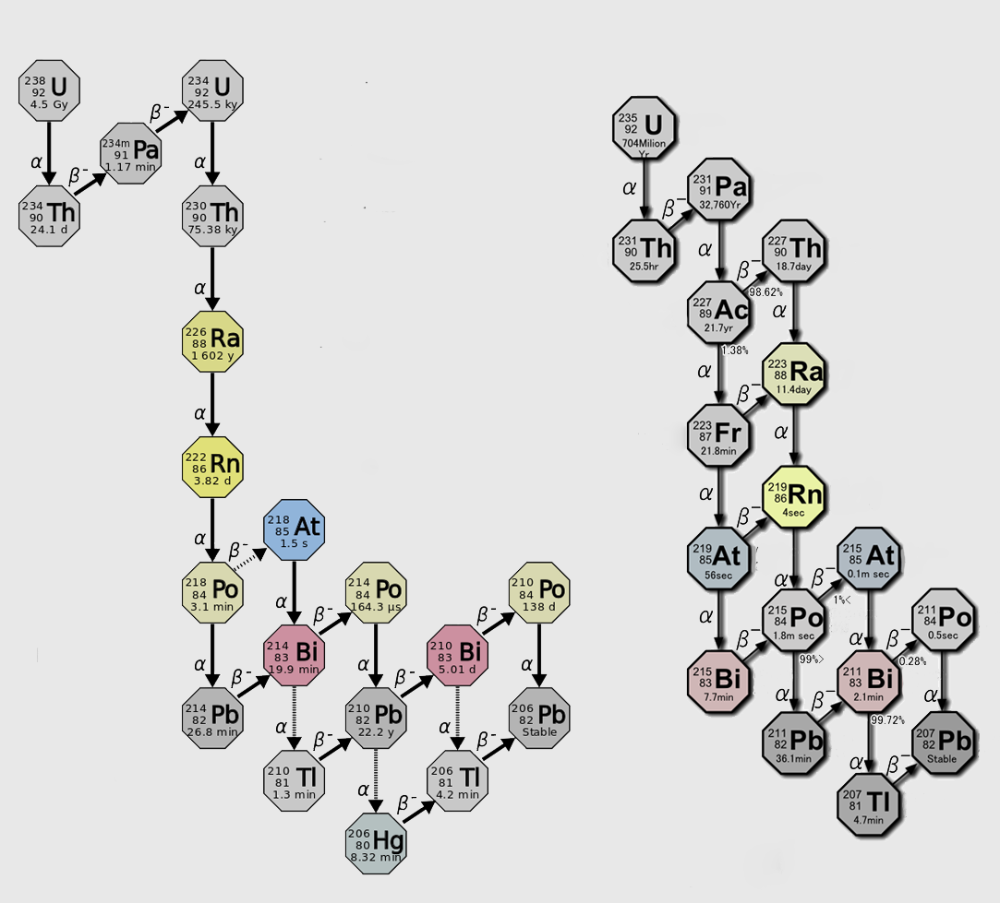 238
92 U
4.5 Gy
α
234
90 Th
24.1 d
β-
234m
91 Pa
1.17 min
β-
234
92 U
245.5 ky
α
230
90 Th
75.38 ky
α
226
88 Ra
1 602 y
α
222
86 Rn
3.82 d
α
218
84 Po
3.1 min
β-
218
85 At
1.5 s
α
α
214
82 Pb
26.8 min
β-
214
83 Bi
19.9 min
β-
214
84 Po
164.3 µs
α
α
210
81 Tl
1.3 min
β-
210
82 Pb
22.2 y
β-
210
83 Bi
5.01 d
β-
210
84 Po
138 d
α
α
α
206
80 Hg
8.32 min
β-
206
81 Tl
4.2 min
β-
206
82 Pb
Stable
235
92 U
704Milion
Yr
α
231
90 Th
25.5hr
β-
231
91 Pa
32,760Yr
α
227
89 Ac
21.7yr
β-
98.62%
227
90 Th
18.7day
α
1.38%
α
223
87 Fr
21.8min
β-
223
88 Ra
11.4day
α
α
219
85 At
56sec
β-
219
86 Rn
4sec
α
α
215
83 Bi
7.7min
β-
215
84 Po
1.8m sec
β-
1%<
215
85 At
0.1m sec
99%>
α
α
211
82 Pb
36.1min
β-
211
83 Bi
2.1min
β-
0.28%
211
84 Po
0.5sec
99.72%
α
α
207
81 Tl
4.7min
β-
207
82 Pb
Stable